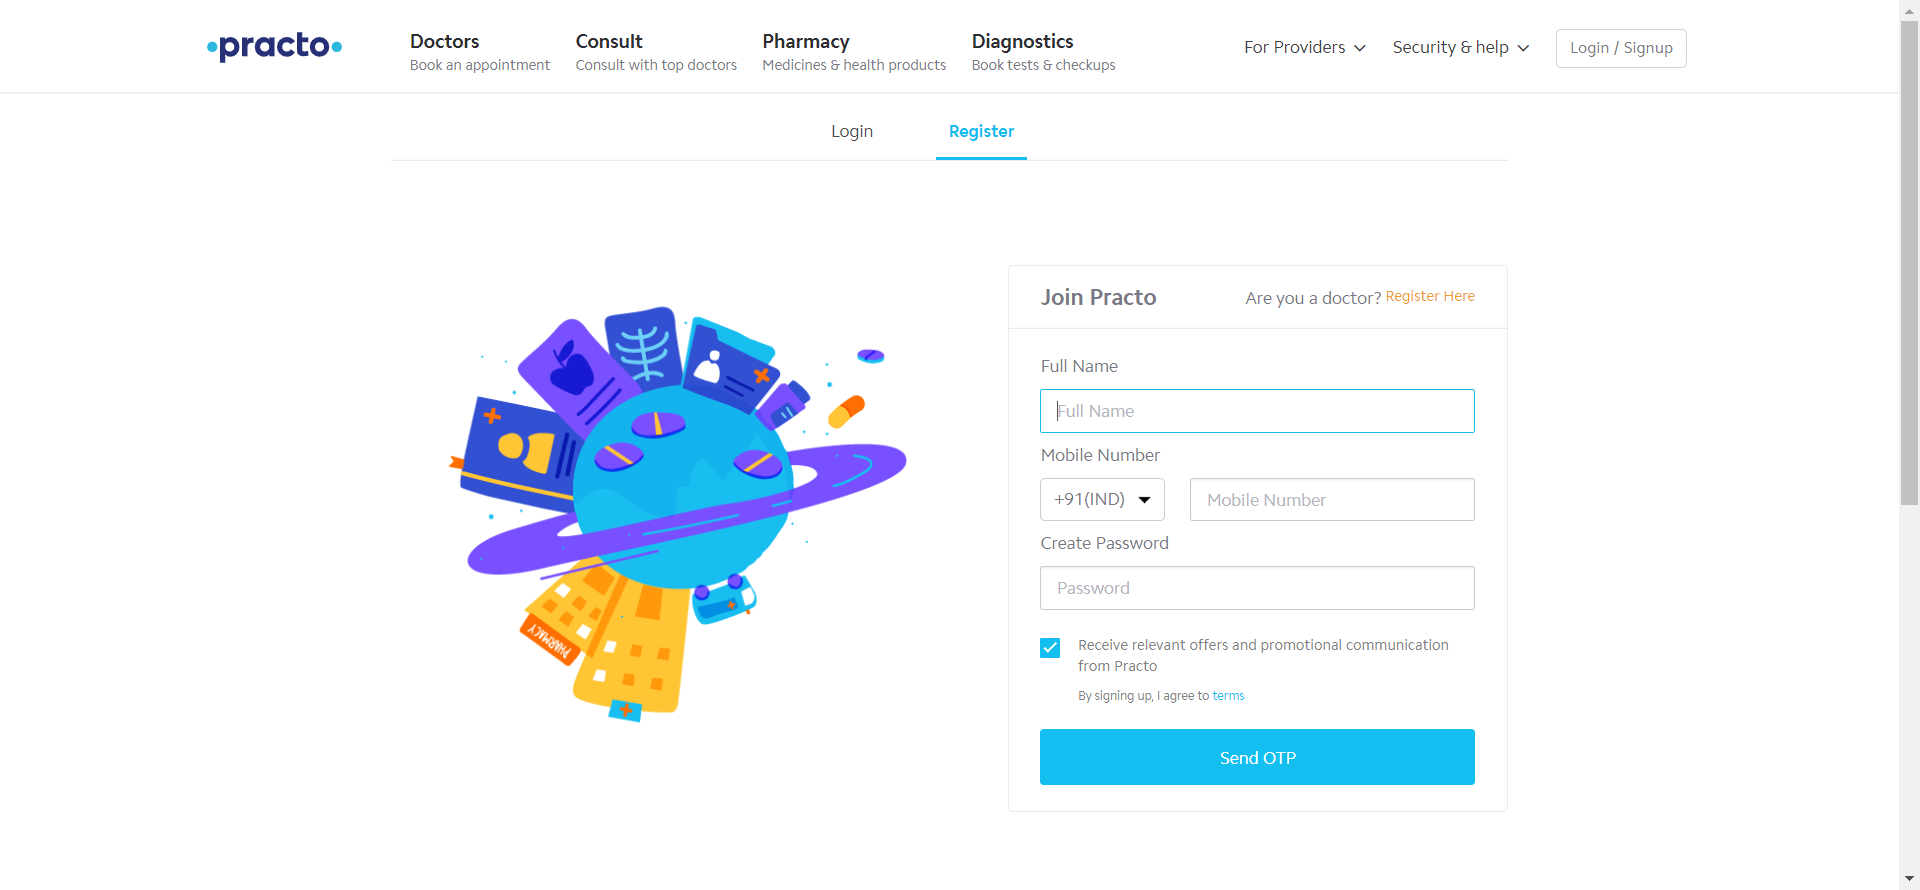 practo
Doctors
Book an appointment
Consult
Consult with top doctors
Pharmacy
Medicines & health products
Diagnostics
Book tests & checkups
For Providers
Security & help
Login / Signup
Login
Register
PHARMACY
Join Practo
Are you a doctor? Register Here
Full Name
Full Name
Mobile Number
+91(IND)
Mobile Number
Create Password
Password
Receive relevant offers and promotional communication
from Practo
By signing up, I agree to terms
Send OTP